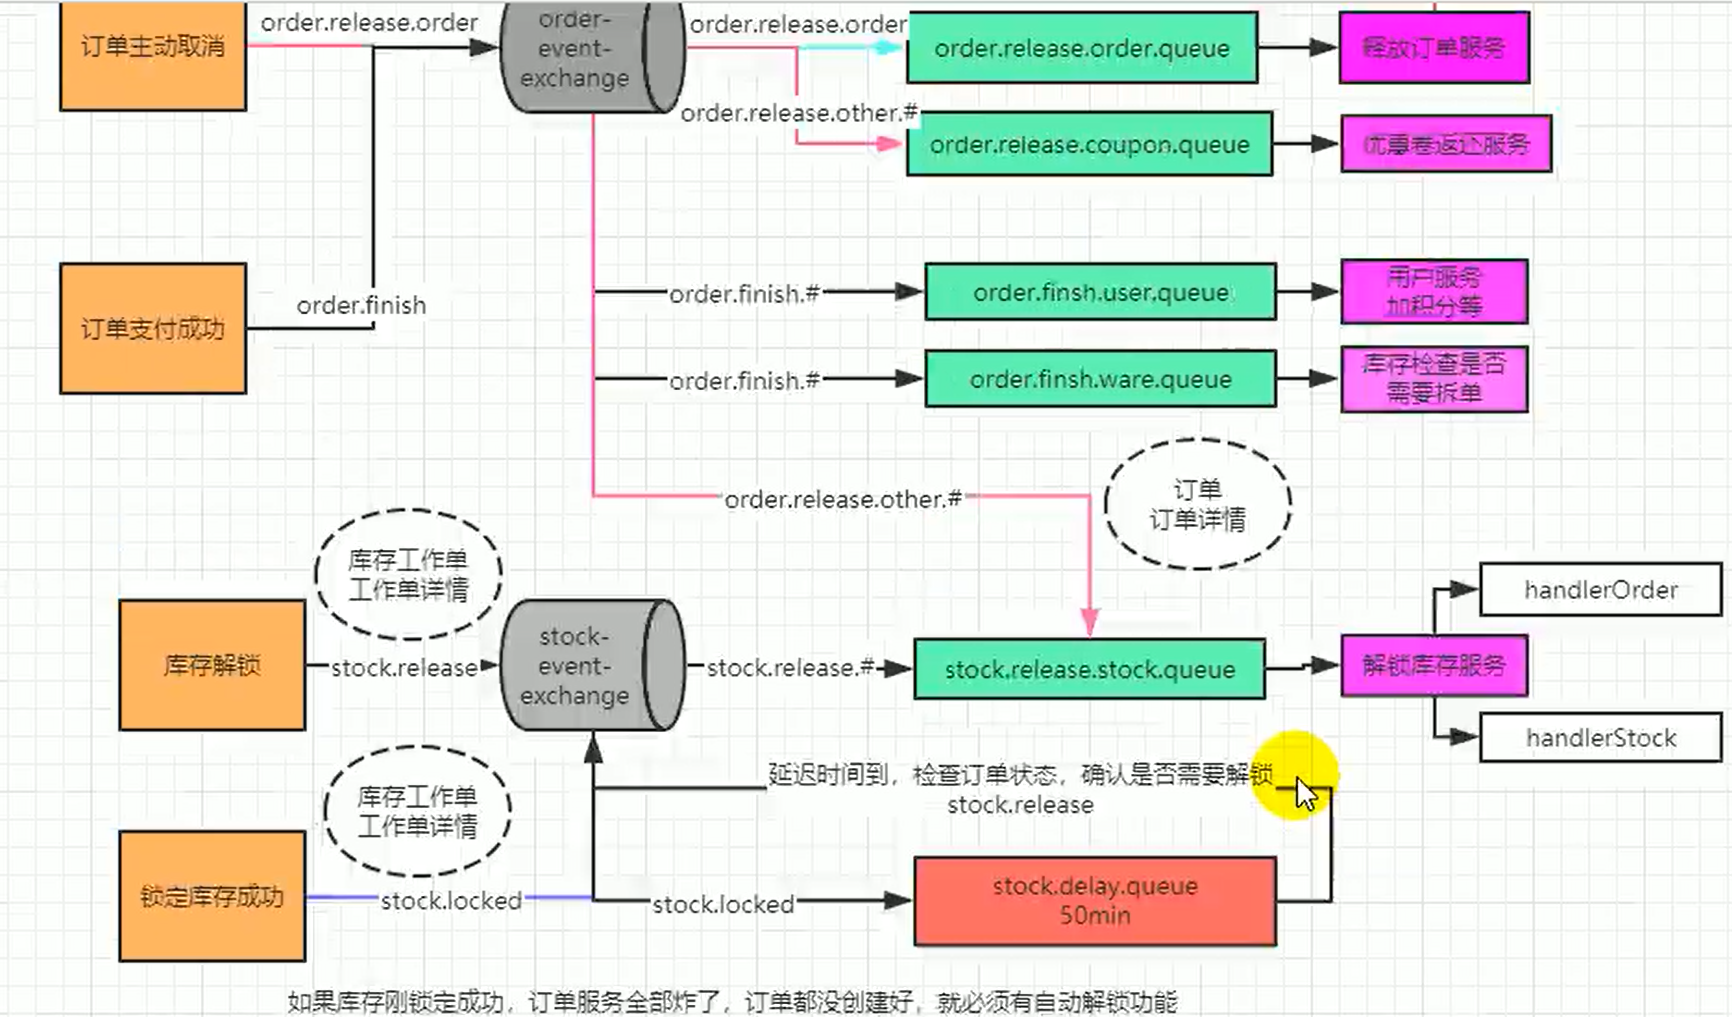 订单主动取消
order.release.order
order-
event-
exchange
order.release.order
order.release.order.queue
释放订单服务
order.release.other.#
order.release.coupon.queue
优惠卷返还服务
订单支付成功
order.finish
order.finish.#
order.finsh.user.queue
用户服务
加积分等
order.finish.#
order.finsh.ware.queue
库存检查是否
需要拆单
order.release.other.#
订单
订单详情
库存工作单
工作单详情
库存解锁
stock.release
stock-
event-
exchange
stock.release.#
stock.release.stock.queue
解锁库存服务
handlerOrder
handlerStock
延迟时间到，检查订单状态，确认是否需要解锁
stock.release
库存工作单
工作单详情
锁定库存成功
stock.locked
stock.locked
stock.delay.queue
50min
如果库存刚锁定成功，订单服务全部炸了，订单都没创建好，就必须有自动解锁功能